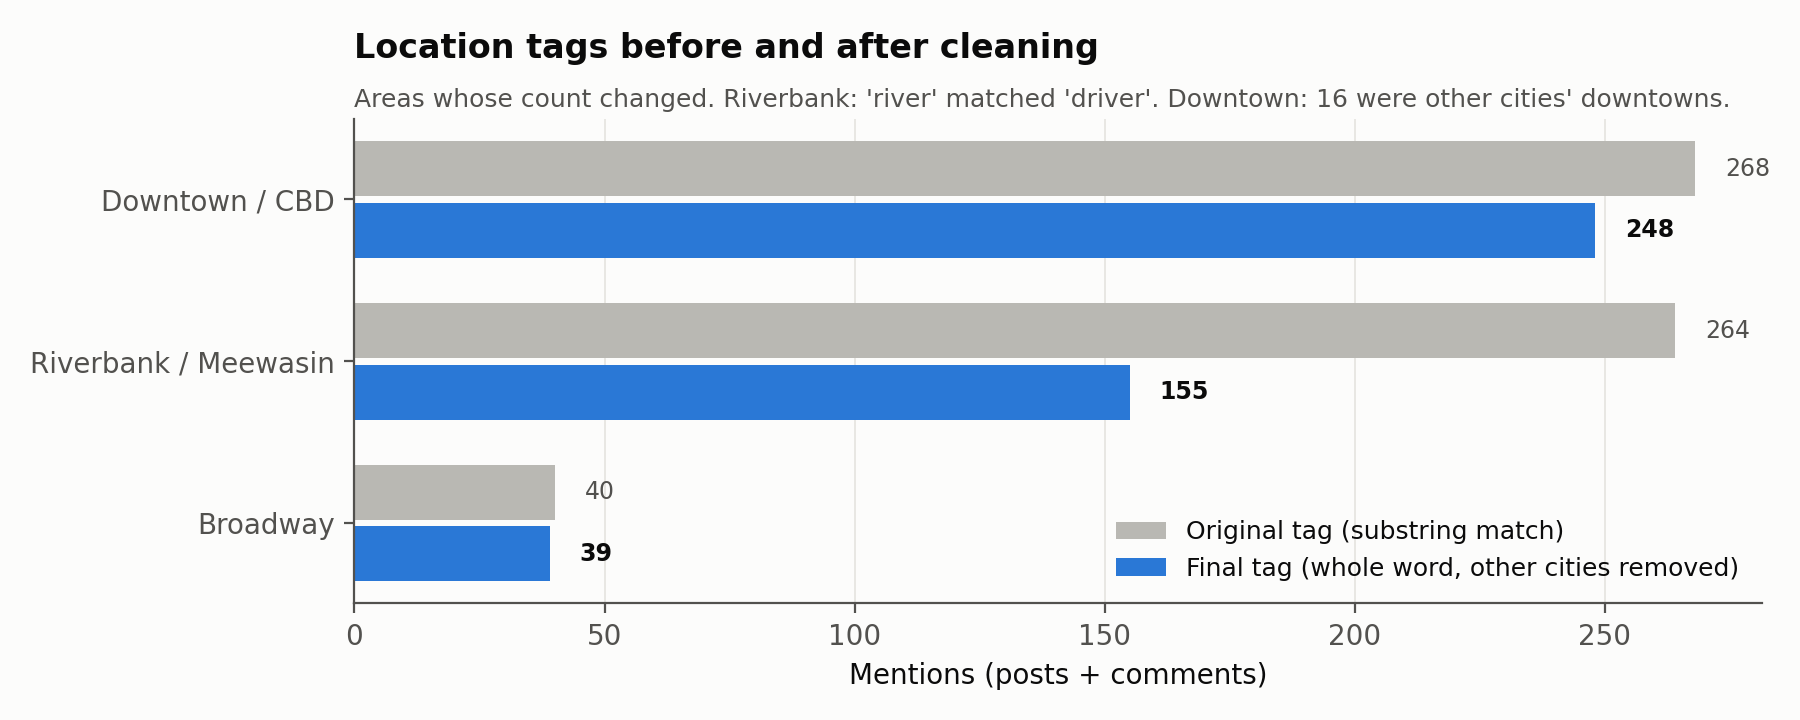 Location tags before and after cleaning
Areas whose count changed. Riverbank: 'river' matched 'driver'. Downtown: 16 were other cities' downtowns.
Downtown / CBD
268
248
Riverbank / Meewasin
264
155
Broadway
40
39
Original tag (substring match)
Final tag (whole word, other cities removed)
0 50 100 150 200 250
Mentions (posts + comments)